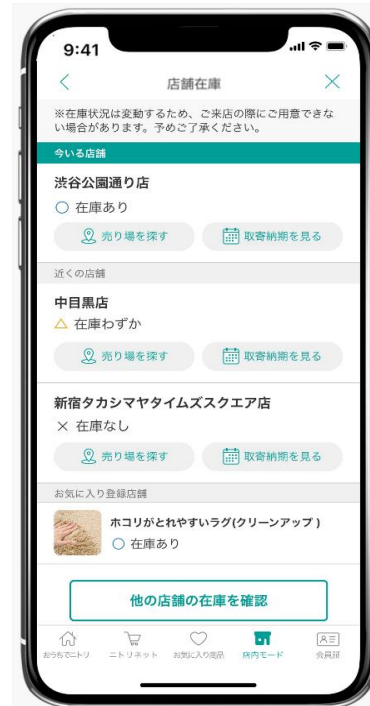 9:41
店舗在庫
※在庫状況は変動するため、ご来店の際にご用意できな
い場合があります。予めご了承ください。
今いる店舗
渋谷公園通り店
○ 在庫あり
売り場を探す 取寄納期を見る
近くの店舗
中目黒店
△ 在庫わずか
売り場を探す 取寄納期を見る
新宿タカシマヤタイムズスクエア店
× 在庫なし
売り場を探す 取寄納期を見る
お気に入り登録店舗
ホコリがとれやすいラグ(クリーンアップ )
○ 在庫あり
他の店舗の在庫を確認
おうちでニトリ ニトリネット お気に入り商品 店内モード 会員証